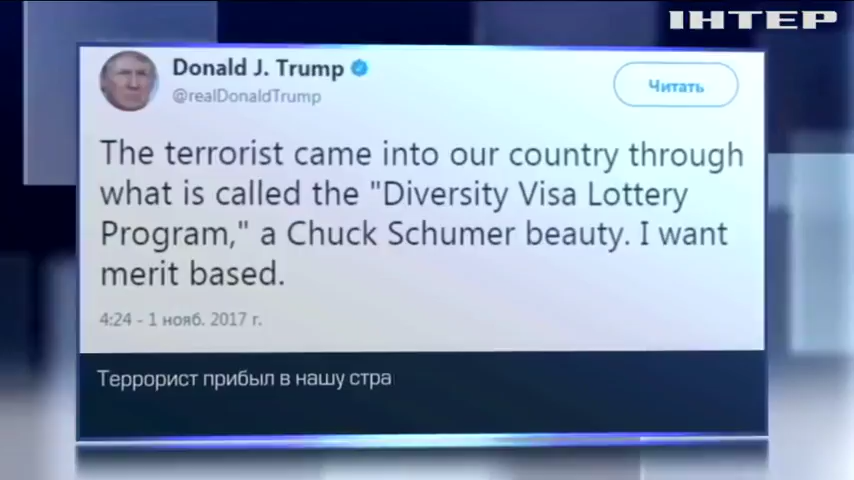 ІНТЕР
Donald J. Trump
@realDonaldTrump
Читать
The terrorist came into our country through
what is called the "Diversity Visa Lottery
Program," a Chuck Schumer beauty. I want
merit based.
4:24 - 1 нояб. 2017 г.
Террорист прибыл в нашу стра